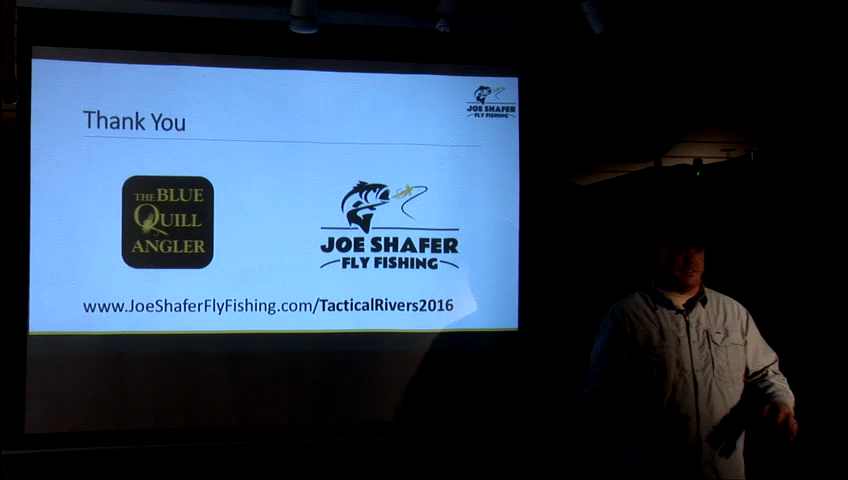 JOE SHAFER
FLY FISHING
Thank You
THE BLUE
QUILL
ANGLER
JOE SHAFER
FLY FISHING
www.JoeShaferFlyFishing.com/TacticalRivers2016